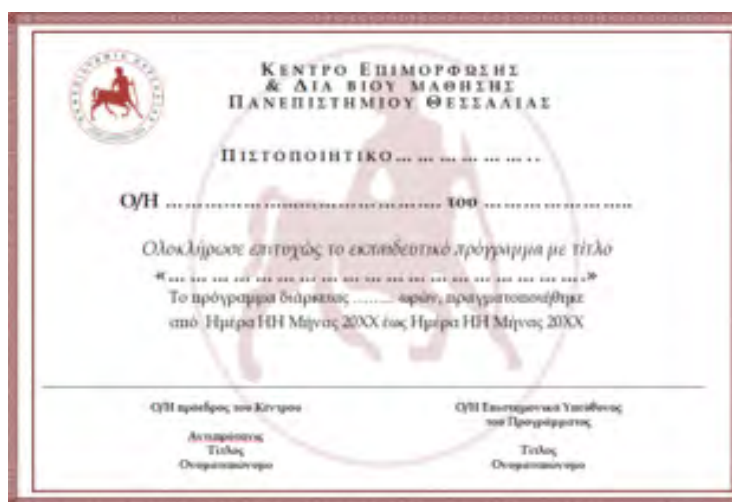 ΚΕΝΤΡΟ ΕΠΙΜΟΡΦΩΣΗΣ
& ΔΙΑ ΒΙΟΥ ΜΑΘΗΣΗΣ
ΠΑΝΕΠΙΣΤΗΜΙΟΥ ΘΕΣΣΑΛΙΑΣ
ΠΙΣΤΟΠΟΙΗΤΙΚΟ... ... ... ... ... ..
Ο/Η ............................................. του ........................
Ολοκλήρωσε επιτυχώς το εκπαιδευτικό πρόγραμμα με τίτλο
«... ... ... ... ... ... ... ... ... ... ... ... ... ... ...»
Το πρόγραμμα διάρκειας ......... ωρών, πραγματοποιήθηκε
από Ημέρα ΗΗ Μήνας 20ΧΧ έως Ημέρα ΗΗ Μήνας 20ΧΧ
Ο/Η πρόεδρος του Κέντρου
Τίτλος
Ονοματεπώνυμο
Ο/Η Επιστημονικά Υπεύθυνος
του Προγράμματος
Τίτλος
Ονοματεπώνυμο